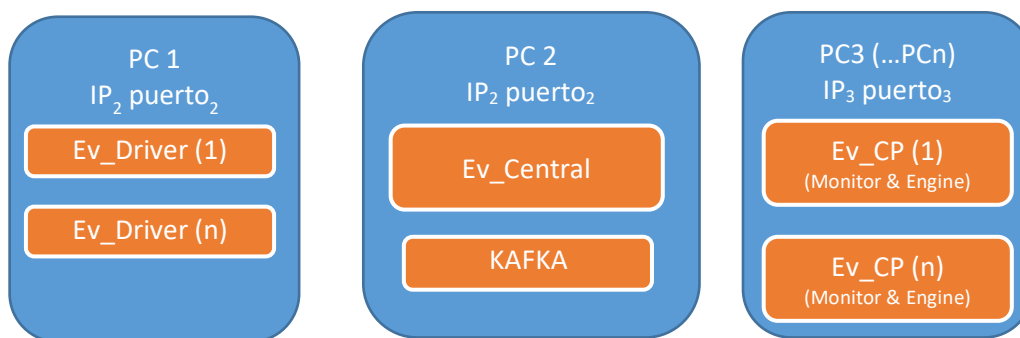 PC 1
IP₂ puerto₂
Ev_Driver (1)
Ev_Driver (n)
PC 2
IP₂ puerto₂
Ev_Central
KAFKA
PC3 (...PCn)
IP₃ puerto₃
Ev_CP (1)
(Monitor & Engine)
Ev_CP (n)
(Monitor & Engine)